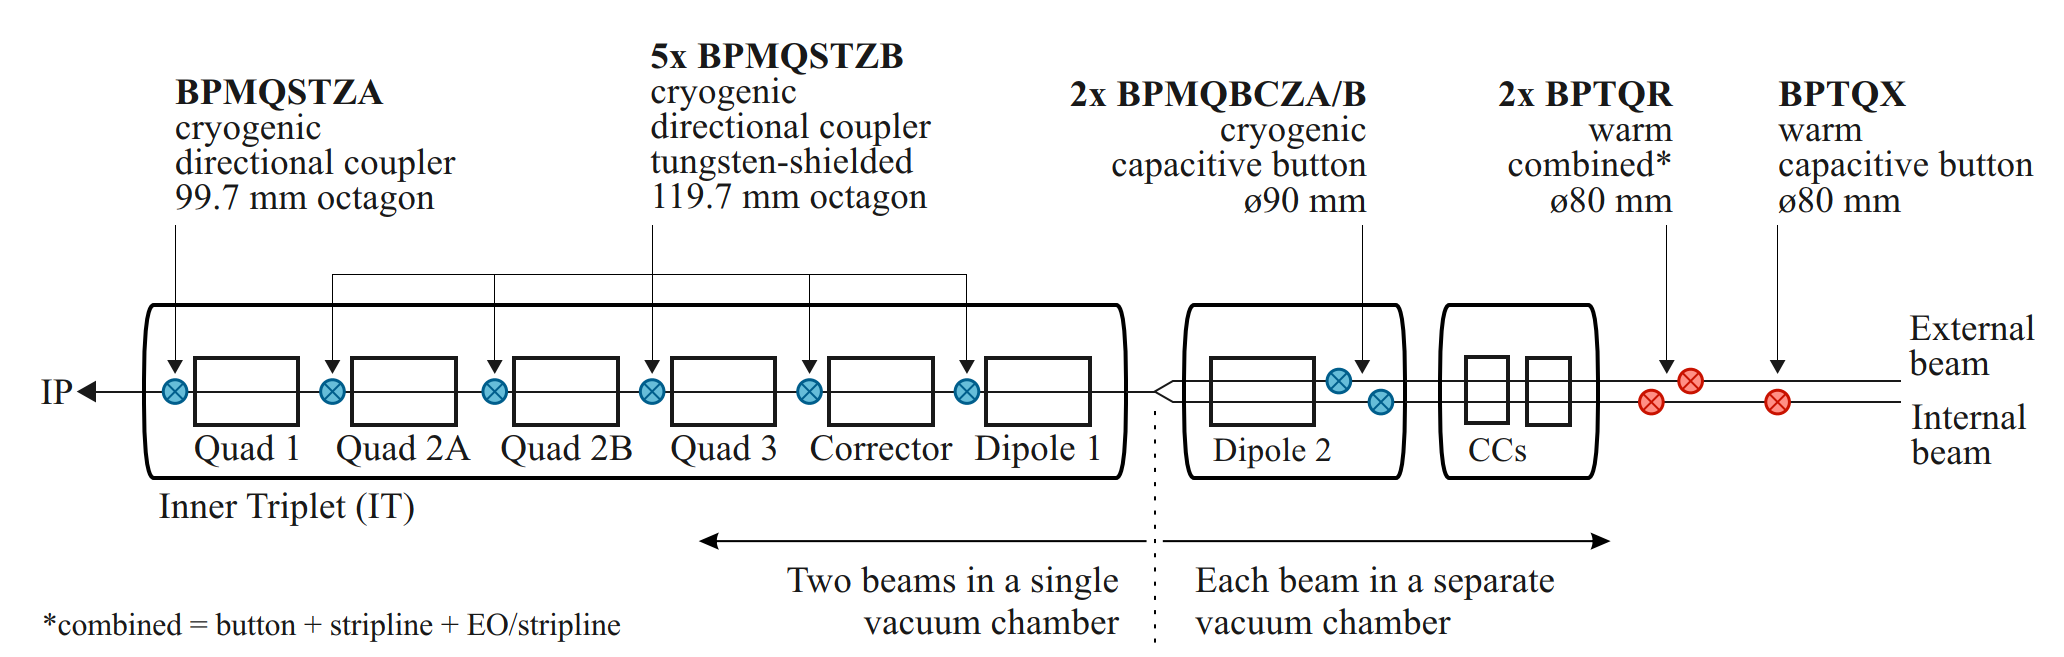 BPMQSTZA
cryogenic
directional coupler
99.7 mm octagon
5x BPMQSTZB
cryogenic
directional coupler
tungsten-shielded
119.7 mm octagon
2x BPMQBCZA/B
cryogenic
capacitive button
ø90 mm
2x BPTQR
warm
combined*
ø80 mm
BPTQX
warm
capacitive button
ø80 mm
IP
Quad 1
Quad 2A
Quad 2B
Quad 3
Corrector
Dipole 1
Dipole 2
CCs
External
beam
Internal
beam
Inner Triplet (IT)
Two beams in a single
vacuum chamber
Each beam in a separate
vacuum chamber
*combined = button + stripline + EO/stripline